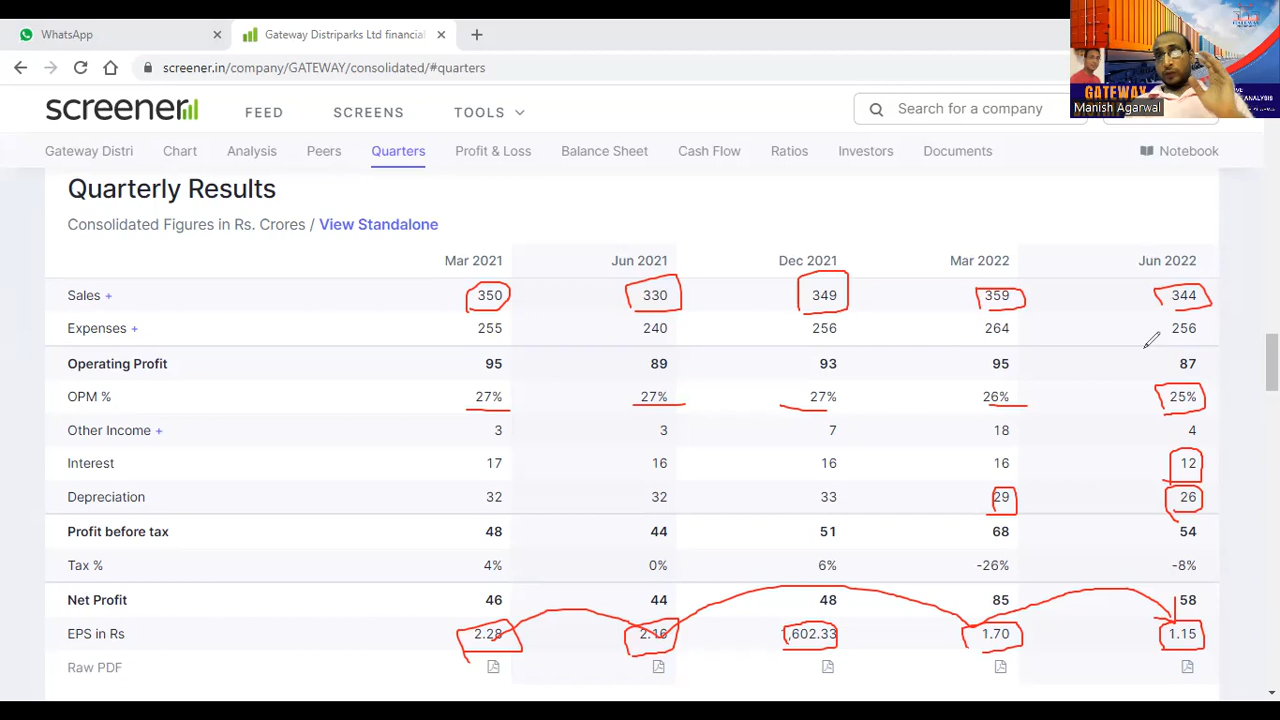 WhatsApp
Gateway Distriparks Ltd financial
screener.in/company/GATEWAY/consolidated/#quarters
GATEWAY
Manish Agarwal
screener
FEED
SCREENS
TOOLS
Search for a company
Gateway Distri
Chart
Analysis
Peers
Quarters
Profit & Loss
Balance Sheet
Cash Flow
Ratios
Investors
Documents
Notebook
Quarterly Results
Consolidated Figures in Rs. Crores / View Standalone
Mar 2021 Jun 2021 Dec 2021 Mar 2022 Jun 2022
Sales + 350 330 349 359 344
Expenses + 255 240 256 264 256
Operating Profit 95 89 93 95 87
OPM % 27% 27% 27% 26% 25%
Other Income + 3 3 7 18 4
Interest 17 16 16 16 12
Depreciation 32 32 33 29 26
Profit before tax 48 44 51 68 54
Tax % 4% 0% 6% -26% -8%
Net Profit 46 44 48 85 58
EPS in Rs 2.28 2.16 ,602.33 1.70 1.15
Raw PDF